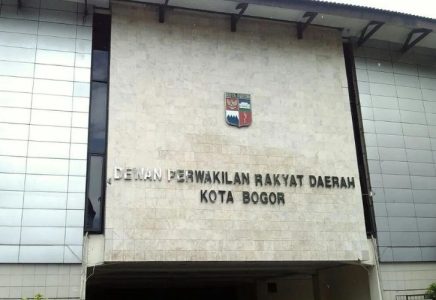 DEWAN PERWAKILAN RAKYAT DAERAH
KOTA BOGOR